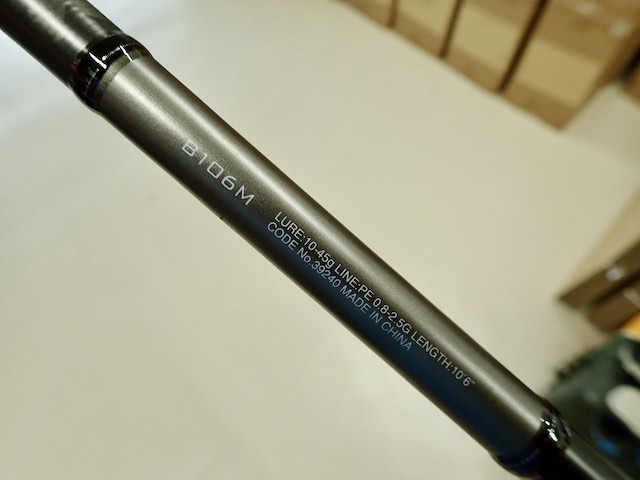 B106M
LURE:10-45g LINE:PE 0.8-2.5G LENGTH:10'6"
CODE No.39240 MADE IN CHINA